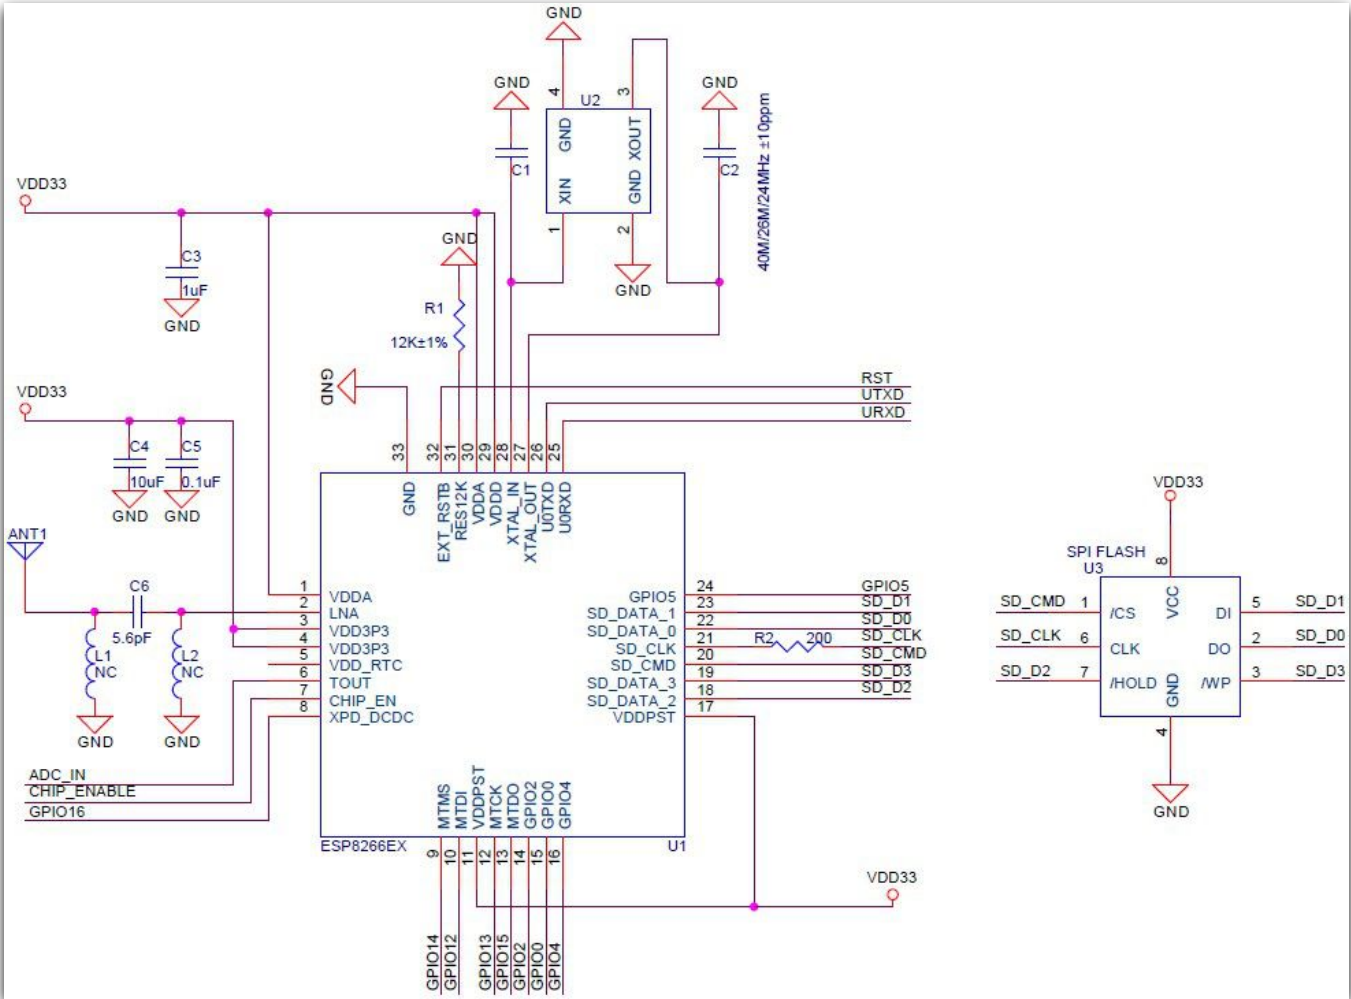 GND
GND
4
U2
3
GND
GND
XOUT
C1
XIN
GND
C2
40M/26M/24MHz ±10ppm
VDD33
1
2
GND
C3
1uF
GND
GND
R1
12K±1%
VDD33
GND
RST
UTXD
URXD
C4
10uF
C5
0.1uF
GND
GND
33
32
31
30
29
28
27
26
25
GND
EXT_RSTB
RES12K
VDDA
VDDD
XTAL_IN
XTAL_OUT
U0TXD
U0RXD
ANT1
C6
5.6pF
L1
NC
L2
NC
GND
GND
1 VDDA
2 LNA
3 VDD3P3
4 VDD3P3
5 VDD_RTC
6 TOUT
7 CHIP_EN
8 XPD_DCDC
GPIO5 24 GPIO5
SD_DATA_1 23 SD_D1
SD_DATA_0 22 SD_D0
SD_CLK 21 R2 200 SD_CLK
SD_CMD 20 SD_CMD
SD_DATA_3 19 SD_D3
SD_DATA_2 18 SD_D2
VDDPST 17
ADC_IN
CHIP_ENABLE
GPIO16
MTMS
MTDI
VDDPST
MTCK
MTDO
GPIO2
GPIO0
GPIO4
ESP8266EX
U1
9
10
11
12
13
14
15
16
GPIO14
GPIO12
GPIO13
GPIO15
GPIO2
GPIO0
GPIO4
VDD33
VDD33
SPI FLASH
U3
8
VCC
SD_CMD 1 /CS
DI 5 SD_D1
SD_CLK 6 CLK
DO 2 SD_D0
SD_D2 7 /HOLD
/WP 3 SD_D3
GND
4
GND